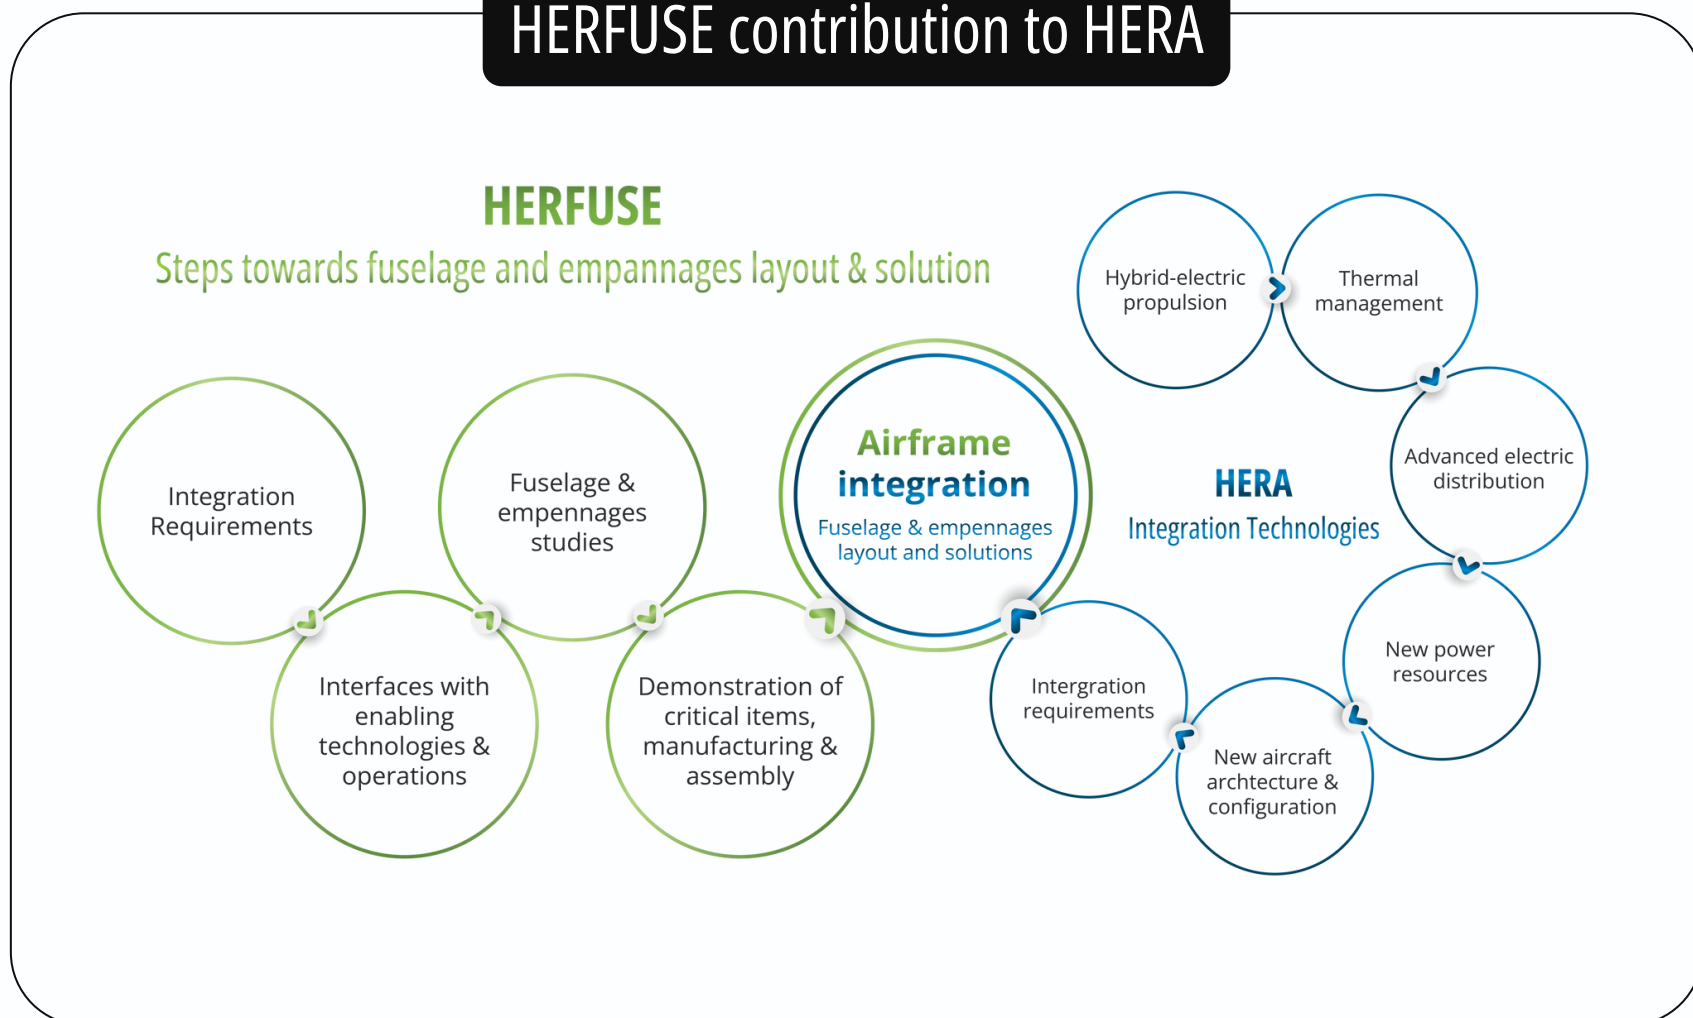 HERFUSE contribution to HERA
HERFUSE
Steps towards fuselage and empannages layout & solution
Integration
Requirements
Interfaces with
enabling
technologies &
operations
Fuselage &
empennages
studies
Demonstration of
critical items,
manufacturing &
assembly
Airframe
integration
Fuselage & empennages
layout and solutions
HERA
Integration Technologies
Hybrid-electric
propulsion
Thermal
management
Advanced electric
distribution
New power
resources
New aircraft
archtecture &
configuration
Intergration
requirements